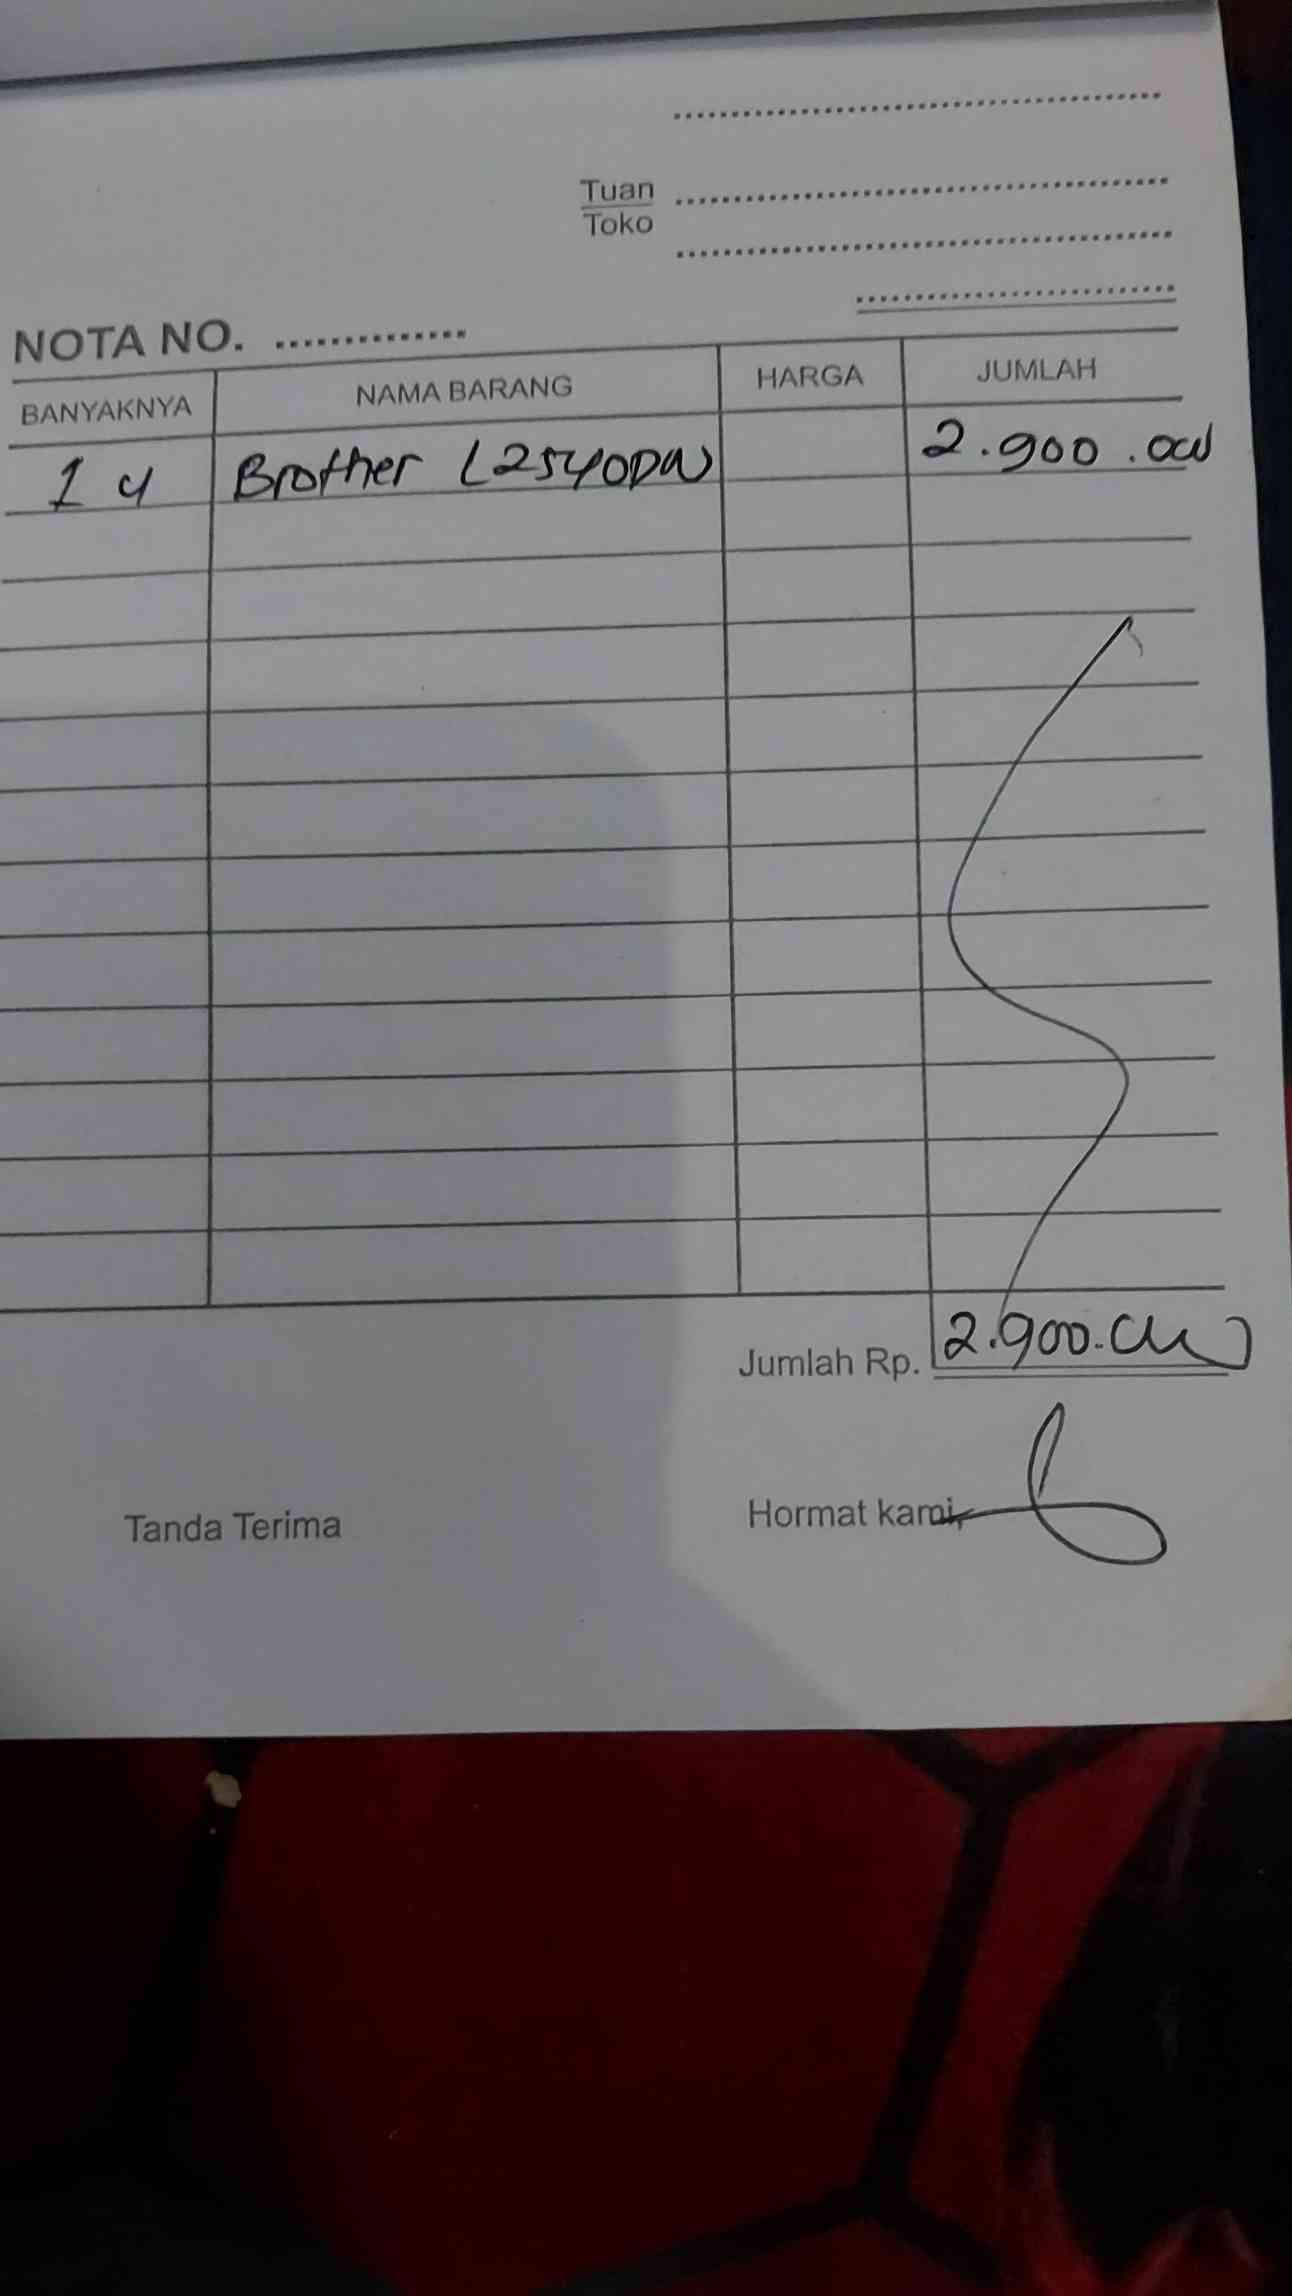 Tuan
Toko
NOTA NO. ..............
BANYAKNYA NAMA BARANG HARGA JUMLAH
1 u Brother L2540DW 2.900.000
Jumlah Rp. 2.900.000
Tanda Terima Hormat kami,